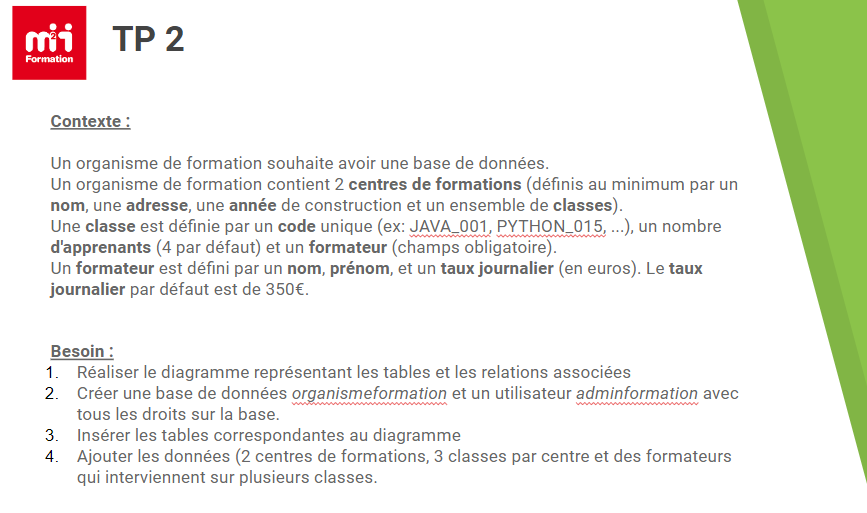 m2i
Formation
TP 2
Contexte :
Un organisme de formation souhaite avoir une base de données.
Un organisme de formation contient 2 centres de formations (définis au minimum par un
nom, une adresse, une année de construction et un ensemble de classes).
Une classe est définie par un code unique (ex: JAVA_001, PYTHON_015, ...), un nombre
d'apprenants (4 par défaut) et un formateur (champs obligatoire).
Un formateur est défini par un nom, prénom, et un taux journalier (en euros). Le taux
journalier par défaut est de 350€.
Besoin :
1. Réaliser le diagramme représentant les tables et les relations associées
2. Créer une base de données organismeformation et un utilisateur adminformation avec
tous les droits sur la base.
3. Insérer les tables correspondantes au diagramme
4. Ajouter les données (2 centres de formations, 3 classes par centre et des formateurs
qui interviennent sur plusieurs classes.